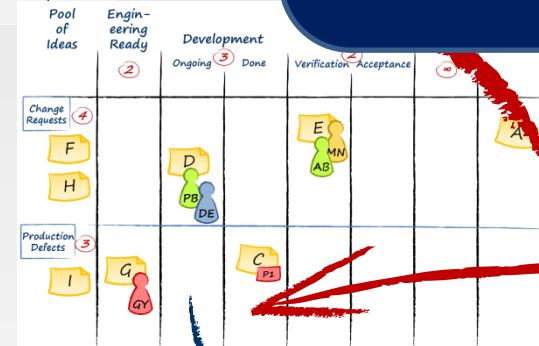 Pool
of
Ideas
Engin-
eering
Ready
2
Development
3
Ongoing
Done
Verification
Acceptance
∞
Change
Requests
4
F
H
D
PB
DE
E
MN
AB
A
Production
Defects
3
I
G
GY
C
P1